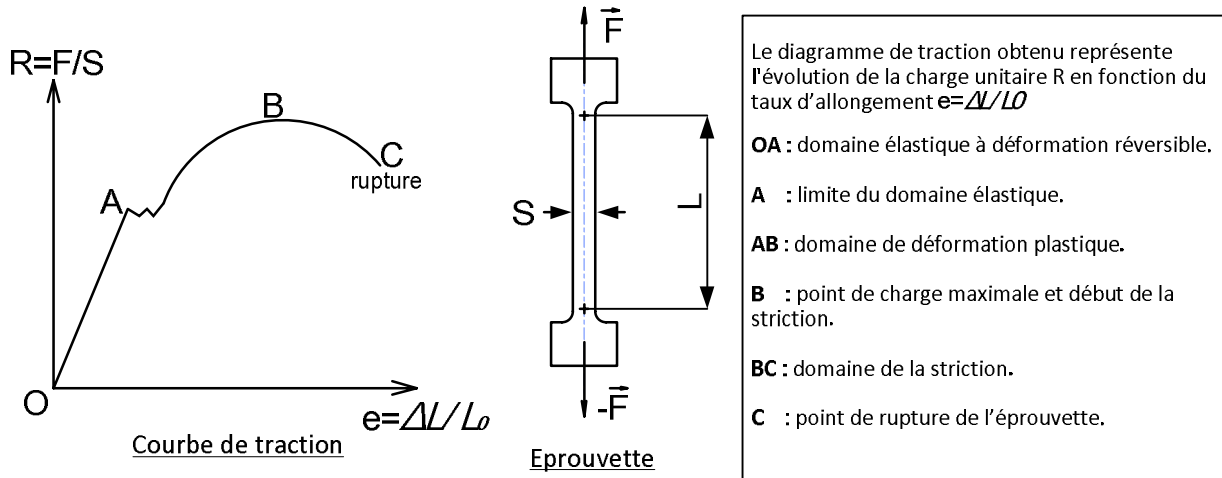 R=F/S
A
B
C
rupture
O
e=ΔL/L0
Courbe de traction
F
S
L
-F
Eprouvette
Le diagramme de traction obtenu représente
l'évolution de la charge unitaire R en fonction du
taux d’allongement e=ΔL/L0
OA : domaine élastique à déformation réversible.
A : limite du domaine élastique.
AB : domaine de déformation plastique.
B : point de charge maximale et début de la
striction.
BC : domaine de la striction.
C : point de rupture de l’éprouvette.